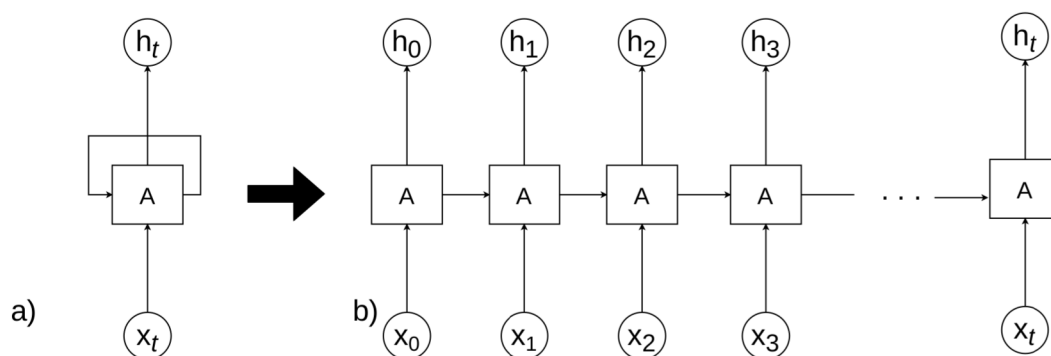 h_t h_0 h_1 h_2 h_3 h_t
A A A A A . . . A
a) b)
x_t x_0 x_1 x_2 x_3 x_t